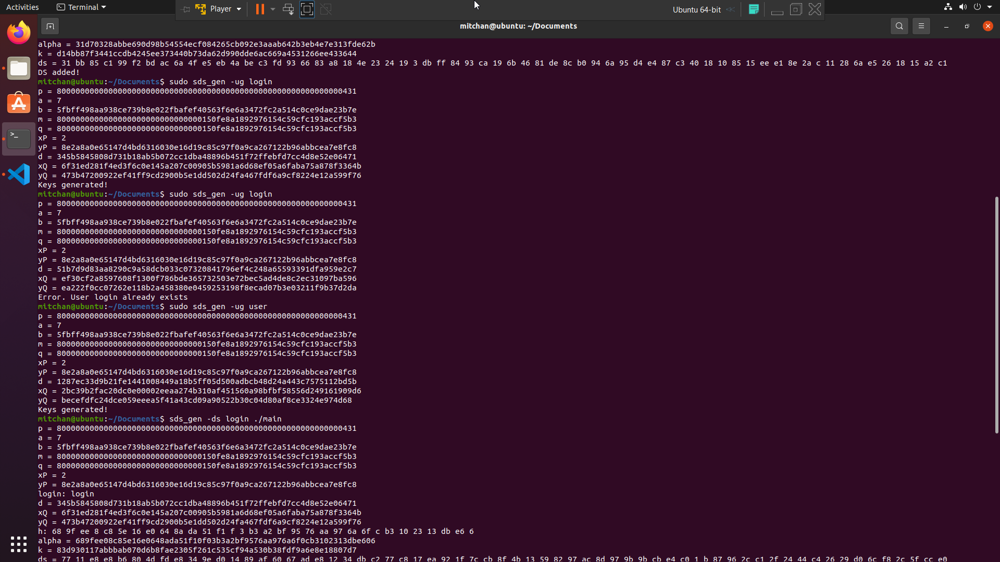 Activities
Terminal
Player
Ubuntu 64-bit
mitchan@ubuntu: ~/Documents
alpha = 31d70328abbe690d98b54554ecf084265cb092e3aaab642b3eb4e7e313fde62b
k = d14bb87f3441ccdb4245ee373440b73da62d990dde6ac669a4531266ee433644
ds = 31 bb 85 c1 99 f2 bd ac 6a 4f e5 eb 4a be c3 fd 93 66 83 a8 18 4e 23 24 19 3 db ff 84 93 ca 19 6b 46 81 de 8c b0 94 6a 95 d4 e4 87 c3 40 18 10 85 15 ee e1 8e 2a c 11 28 6a e5 26 18 15 a2 c1
DS added!
mitchan@ubuntu:~/Documents$ sudo sds_gen -ug login
p = 8000000000000000000000000000000000000000000000000000000000000431
a = 7
b = 5fbff498aa938ce739b8e022fbafef40563f6e6a3472fc2a514c0ce9dae23b7e
m = 8000000000000000000000000000000150fe8a1892976154c59cfc193accf5b3
q = 8000000000000000000000000000000150fe8a1892976154c59cfc193accf5b3
xP = 2
yP = 8e2a8a0e65147d4bd6316030e16d19c85c97f0a9ca267122b96abbcea7e8fc8
d = 345b5845808d731b18ab5b072cc1dba48896b451f72ffebfd7cc4d8e52e06471
xQ = 6f31ed281f4ed3f6c0e145a207c00905b5981a6d68ef05a6faba75a878f3364b
yQ = 473b47200922ef41ff9cd2900b5e1dd502d24fa467fdf6a9cf8224e12a599f76
Keys generated!
mitchan@ubuntu:~/Documents$ sudo sds_gen -ug login
p = 8000000000000000000000000000000000000000000000000000000000000431
a = 7
b = 5fbff498aa938ce739b8e022fbafef40563f6e6a3472fc2a514c0ce9dae23b7e
m = 8000000000000000000000000000000150fe8a1892976154c59cfc193accf5b3
q = 8000000000000000000000000000000150fe8a1892976154c59cfc193accf5b3
xP = 2
yP = 8e2a8a0e65147d4bd6316030e16d19c85c97f0a9ca267122b96abbcea7e8fc8
d = 51b7d9d83aa8290c9a58dcb033c07320841796ef4c248a65593391dfa959e2c7
xQ = ef30cf2a8597608f1300f786bde365732503e72bec5ad4de8c2ec31097ba596
yQ = ea222f0cc07262e118b2a458380e0459253198f8ecad07b3e03211f9b37d2da
Error. User login already exists
mitchan@ubuntu:~/Documents$ sudo sds_gen -ug user
p = 8000000000000000000000000000000000000000000000000000000000000431
a = 7
b = 5fbff498aa938ce739b8e022fbafef40563f6e6a3472fc2a514c0ce9dae23b7e
m = 8000000000000000000000000000000150fe8a1892976154c59cfc193accf5b3
q = 8000000000000000000000000000000150fe8a1892976154c59cfc193accf5b3
xP = 2
yP = 8e2a8a0e65147d4bd6316030e16d19c85c97f0a9ca267122b96abbcea7e8fc8
d = 1287ec33d9b21fe1441008449a18b5ff05d500adbcb48d24a443c7575112bd5b
xQ = 2bc39b2fac20dc0e00002eeaa274b310af451560a98bfbf58556d249161909d6
yQ = becefdfc24dce059eeea5f41a43cd09a90522b30c04d80af8ce3324e974d68
Keys generated!
mitchan@ubuntu:~/Documents$ sds_gen -ds login ./main
p = 8000000000000000000000000000000000000000000000000000000000000431
a = 7
b = 5fbff498aa938ce739b8e022fbafef40563f6e6a3472fc2a514c0ce9dae23b7e
m = 8000000000000000000000000000000150fe8a1892976154c59cfc193accf5b3
q = 8000000000000000000000000000000150fe8a1892976154c59cfc193accf5b3
xP = 2
yP = 8e2a8a0e65147d4bd6316030e16d19c85c97f0a9ca267122b96abbcea7e8fc8
login: login
d = 345b5845808d731b18ab5b072cc1dba48896b451f72ffebfd7cc4d8e52e06471
xQ = 6f31ed281f4ed3f6c0e145a207c00905b5981a6d68ef05a6faba75a878f3364b
yQ = 473b47200922ef41ff9cd2900b5e1dd502d24fa467fdf6a9cf8224e12a599f76
h: 68 9f ee 8 c8 5e 16 e0 64 8a da 51 f1 f 3 b3 a2 bf 95 76 aa 97 6a 6f c b3 10 23 13 db e6 6
alpha = 689fee08c85e16e0648ada51f10f03b3a2bf9576aa976a6f0cb3102313dbe606
k = 83d930117abbbab070d6b8fae2305f261c535cf94a530b38fdf9a6e8e18807d7
ds = 77 11 e8 e8 b6 80 4d fd e8 34 9e d0 14 89 af 60 67 ad e8 12 34 db c2 77 c8 17 ea 92 1f 7c cb 8f 4b 13 59 82 97 ac 8d 97 9b 9b cb e4 c0 1 b 87 96 2c c1 2f 24 44 c4 26 29 d0 6c f8 2c 5f cc e0